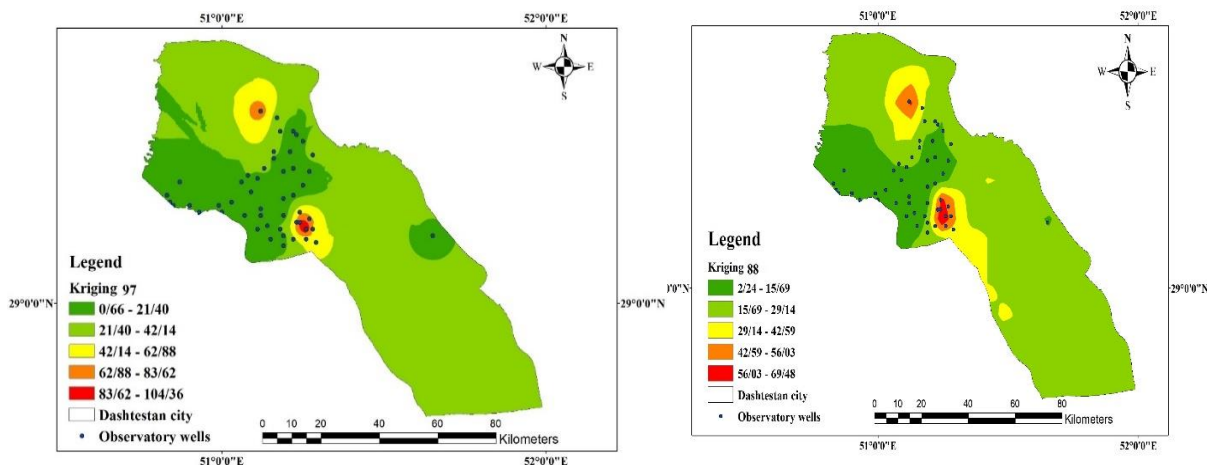 51°0'0"E 52°0'0"E
N
W E
S
Legend
Kriging 97
0/66 - 21/40
21/40 - 42/14
42/14 - 62/88
62/88 - 83/62
83/62 - 104/36
Dashtestan city
Observatory wells
29°0'0"N 29°0'0"N
0 10 20 40 60 80
Kilometers
51°0'0"E 52°0'0"E
51°0'0"E 52°0'0"E
N
W E
S
Legend
Kriging 88
2/24 - 15/69
15/69 - 29/14
29/14 - 42/59
42/59 - 56/03
56/03 - 69/48
Dashtestan city
Observatory wells
0'0"N 29°0'0"N
0 10 20 40 60 80
Kilometers
51°0'0"E 52°0'0"E